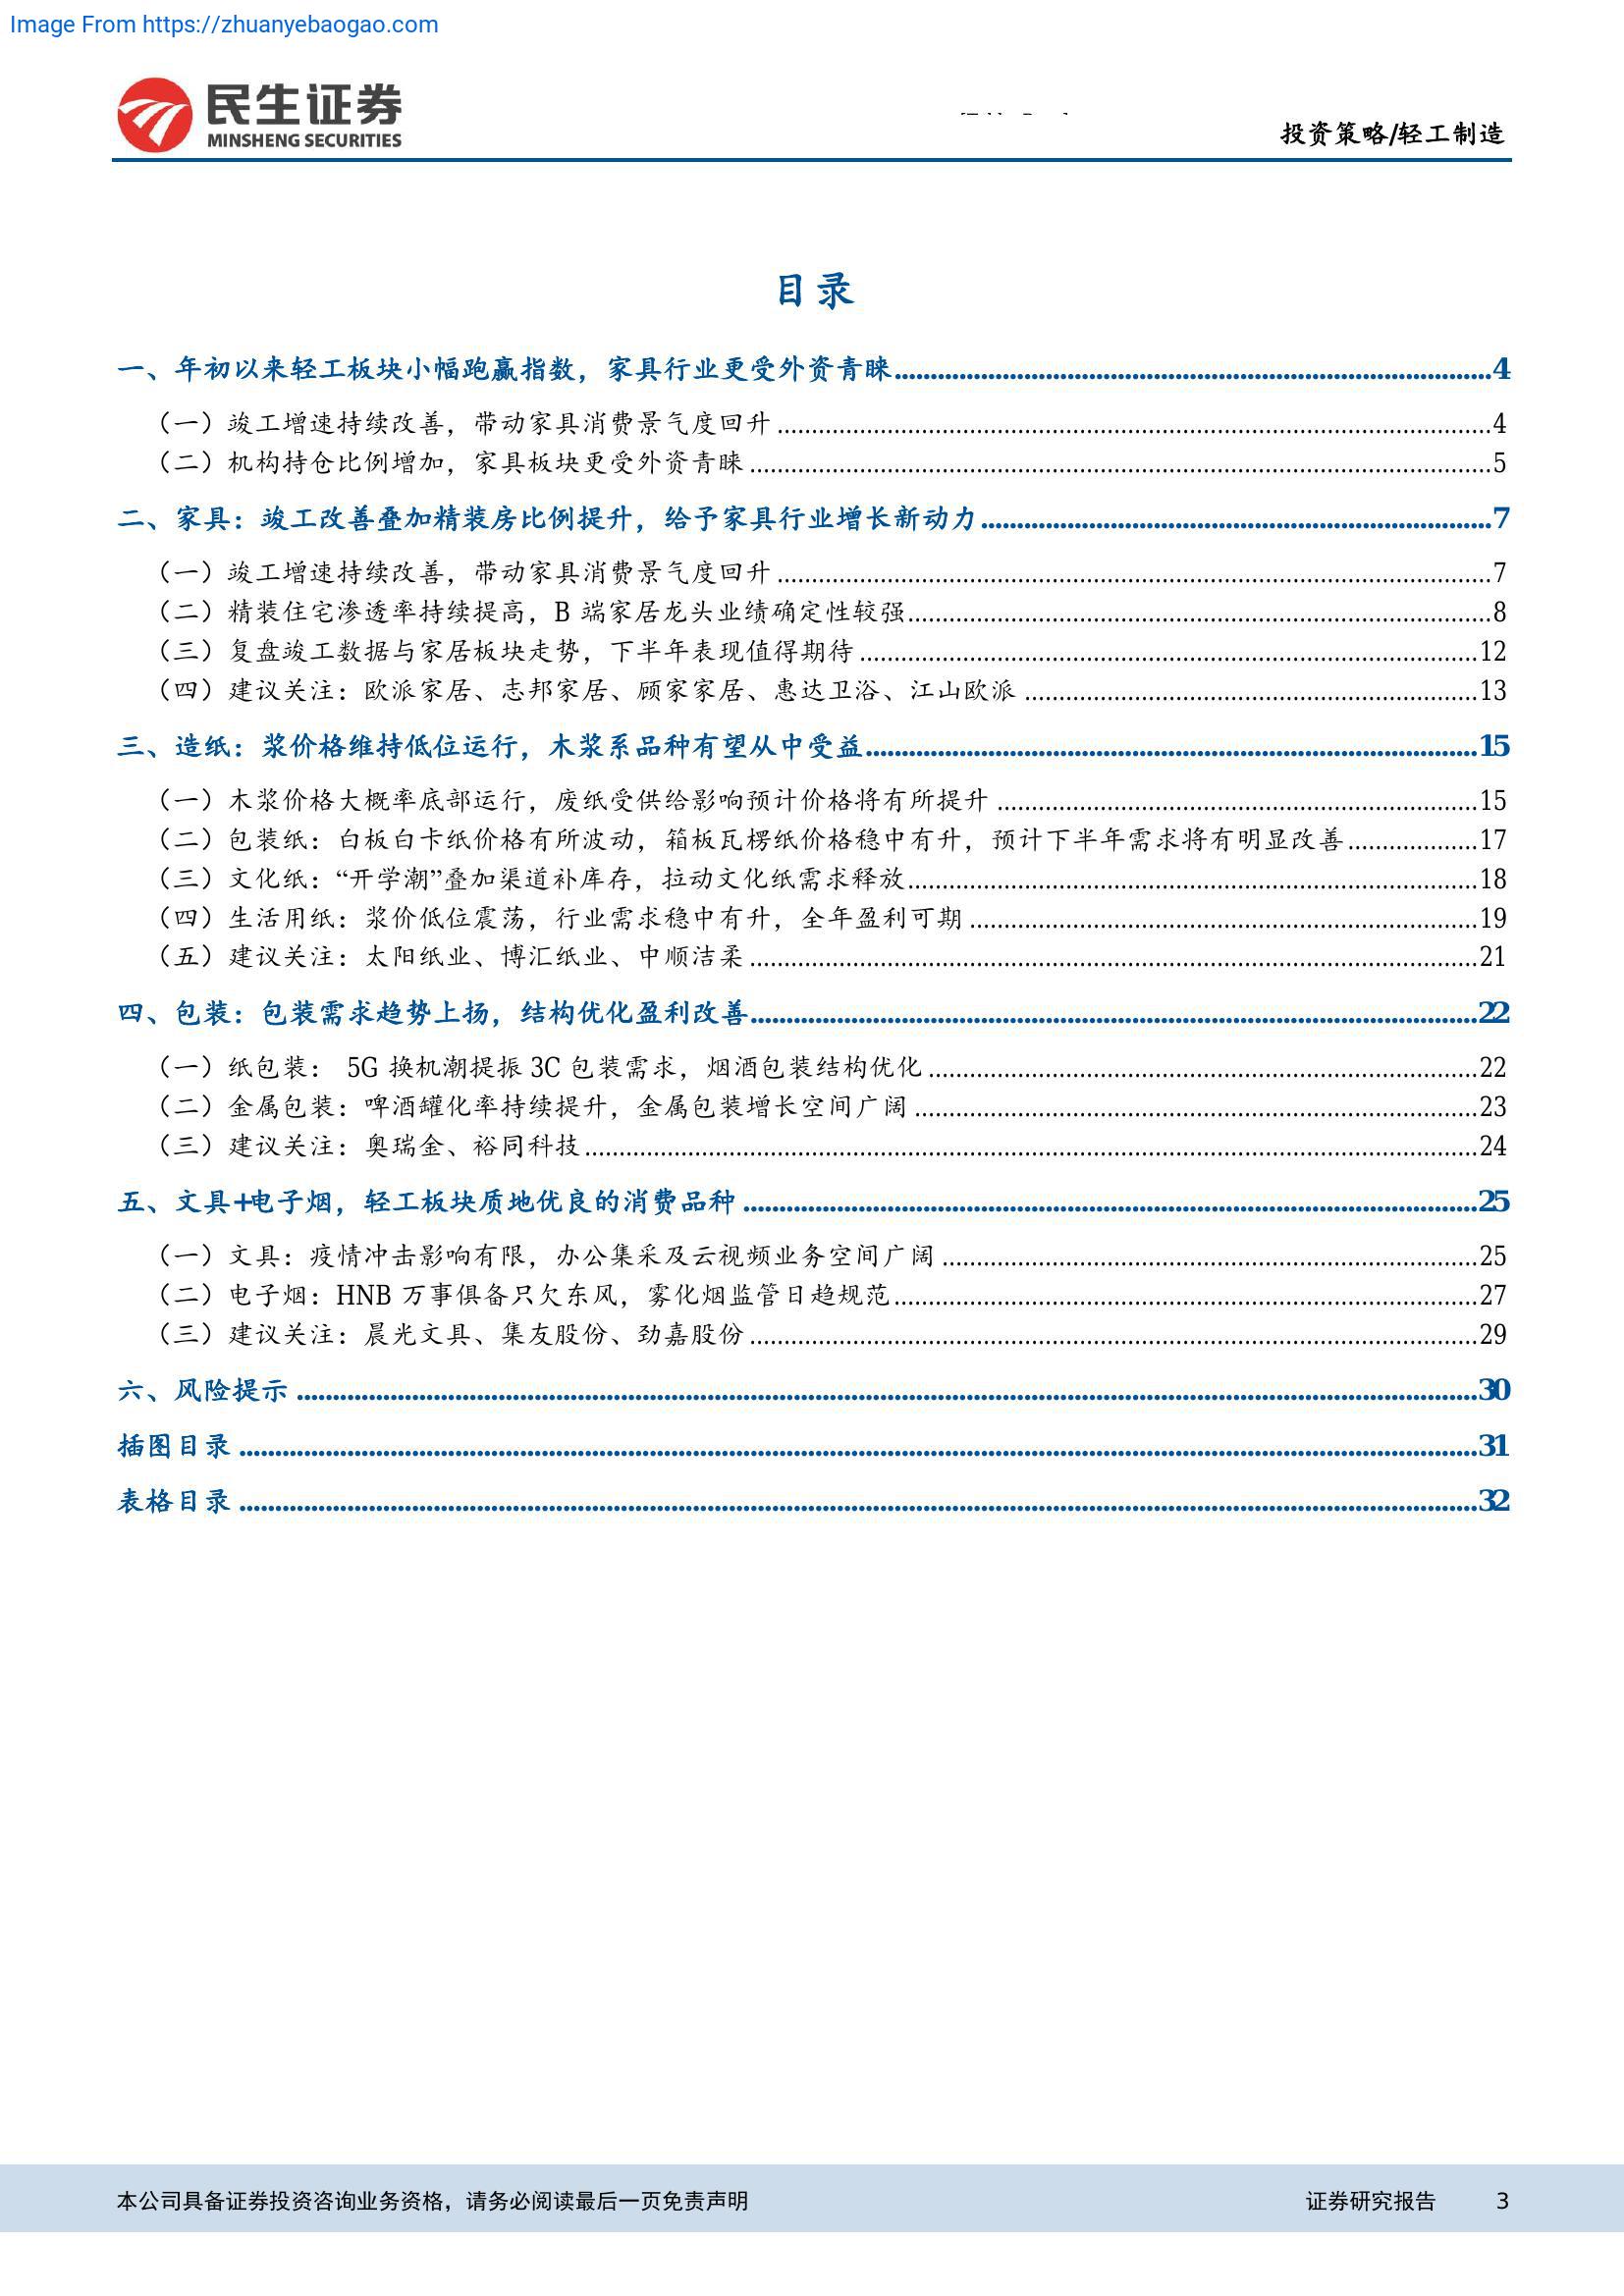 Image From https://zhuanyebaogao.com
民生证券
MINSHENG SECURITIES
投资策略/轻工制造
目录
一、年初以来轻工板块小幅跑赢指数，家具行业更受外资青睐....................4
（一）竣工增速持续改善，带动家具消费景气度回升....................4
（二）机构持仓比例增加，家具板块更受外资青睐....................5
二、家具：竣工改善叠加精装房比例提升，给予家具行业增长新动力....................7
（一）竣工增速持续改善，带动家具消费景气度回升....................7
（二）精装住宅渗透率持续提高，B 端家居龙头业绩确定性较强....................8
（三）复盘竣工数据与家居板块走势，下半年表现值得期待....................12
（四）建议关注：欧派家居、志邦家居、顾家家居、惠达卫浴、江山欧派....................13
三、造纸：浆价格维持低位运行，木浆系品种有望从中受益....................15
（一）木浆价格大概率底部运行，废纸受供给影响预计价格将有所提升....................15
（二）包装纸：白板白卡纸价格有所波动，箱板瓦楞纸价格稳中有升，预计下半年需求将有明显改善....................17
（三）文化纸：“开学潮”叠加渠道补库存，拉动文化纸需求释放....................18
（四）生活用纸：浆价低位震荡，行业需求稳中有升，全年盈利可期....................19
（五）建议关注：太阳纸业、博汇纸业、中顺洁柔....................21
四、包装：包装需求趋势上扬，结构优化盈利改善....................22
（一）纸包装： 5G 换机潮提振 3C 包装需求，烟酒包装结构优化....................22
（二）金属包装：啤酒罐化率持续提升，金属包装增长空间广阔....................23
（三）建议关注：奥瑞金、裕同科技....................24
五、文具+电子烟，轻工板块质地优良的消费品种....................25
（一）文具：疫情冲击影响有限，办公集采及云视频业务空间广阔....................25
（二）电子烟：HNB 万事俱备只欠东风，雾化烟监管日趋规范....................27
（三）建议关注：晨光文具、集友股份、劲嘉股份....................29
六、风险提示....................30
插图目录....................31
表格目录....................32
本公司具备证券投资咨询业务资格，请务必阅读最后一页免责声明 证券研究报告 3